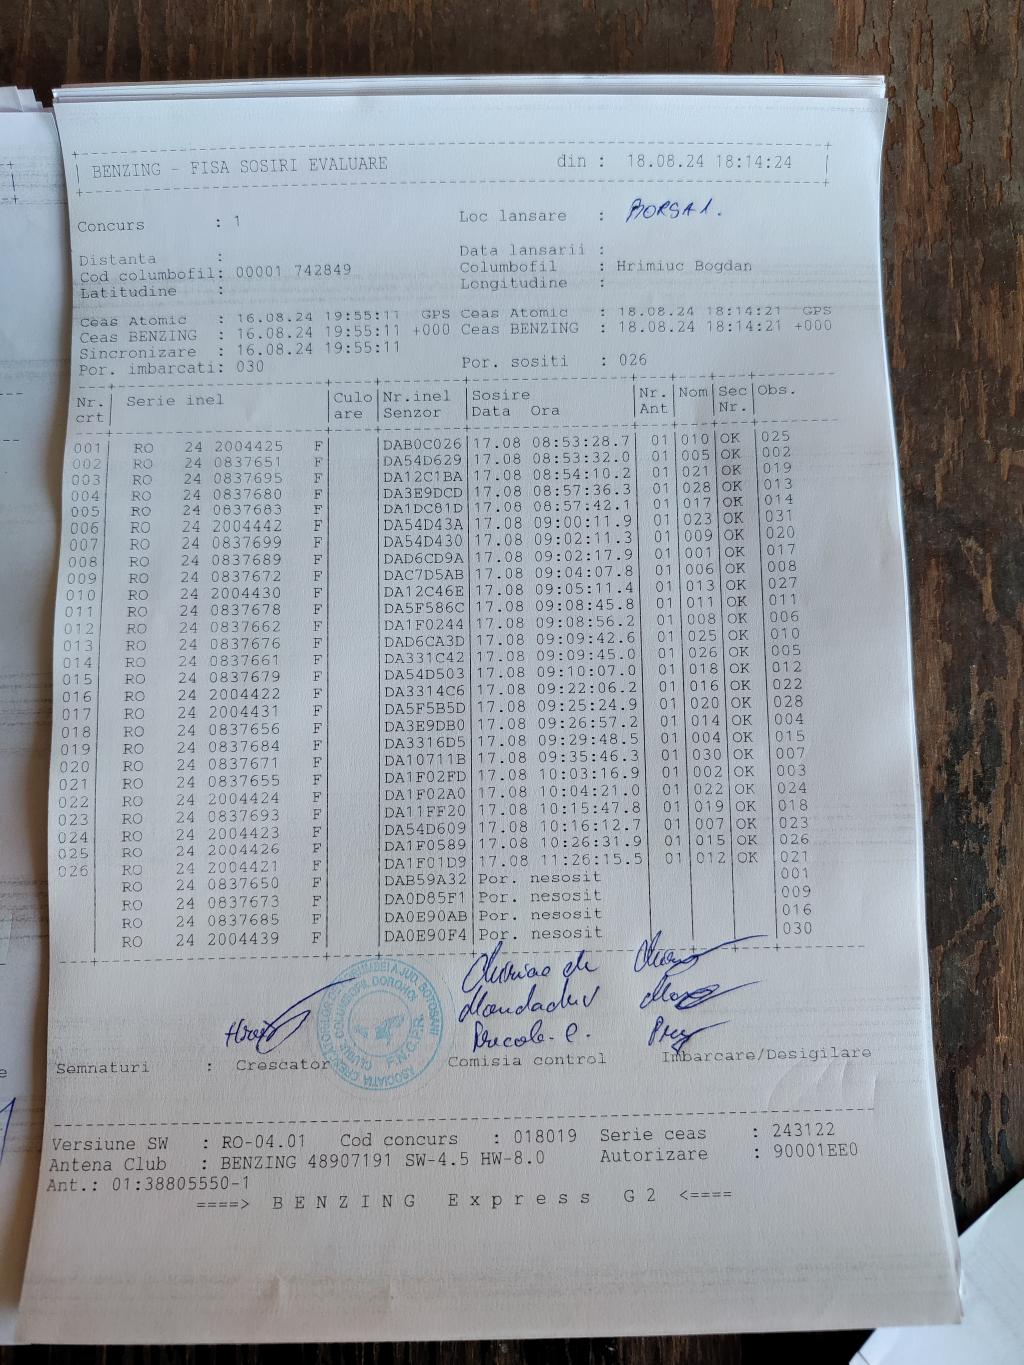 BENZING - FISA SOSIRI EVALUARE din : 18.08.24 18:14:24
Concurs : 1 Loc lansare : BORSA 1.
Distanta : Data lansarii :
Cod columbofil: 00001 742849 Columbofil : Hrimiuc Bogdan
Latitudine : Longitudine :
Ceas Atomic : 16.08.24 19:55:11 GPS Ceas Atomic : 18.08.24 18:14:21 GPS
Ceas BENZING : 16.08.24 19:55:11 +000 Ceas BENZING : 18.08.24 18:14:21 +000
Sincronizare : 16.08.24 19:55:11
Por. imbarcati: 030 Por. sositi : 026
Nr. Serie inel Culo Nr.inel Sosire Nr. Nom Sec Obs.
crt are Senzor Data Ora Ant Nr.
001 RO 24 2004425 F DAB0C026 17.08 08:53:28.7 01 010 OK 025
002 RO 24 0837651 F DA54D629 17.08 08:53:32.0 01 005 OK 002
003 RO 24 0837695 F DA12C1BA 17.08 08:54:10.2 01 021 OK 019
004 RO 24 0837680 F DA3E9DCD 17.08 08:57:36.3 01 028 OK 013
005 RO 24 0837683 F DA1DC81D 17.08 08:57:42.1 01 017 OK 014
006 RO 24 2004442 F DA54D43A 17.08 09:00:11.9 01 023 OK 031
007 RO 24 0837699 F DA54D430 17.08 09:02:11.3 01 009 OK 020
008 RO 24 0837689 F DAD6CD9A 17.08 09:02:17.9 01 001 OK 017
009 RO 24 0837672 F DAC7D5AB 17.08 09:04:07.8 01 006 OK 008
010 RO 24 2004430 F DA12C46E 17.08 09:05:11.4 01 013 OK 027
011 RO 24 0837678 F DA5F586C 17.08 09:08:45.8 01 011 OK 011
012 RO 24 0837662 F DA1F0244 17.08 09:08:56.2 01 008 OK 006
013 RO 24 0837676 F DAD6CA3D 17.08 09:09:42.6 01 025 OK 010
014 RO 24 0837661 F DA331C42 17.08 09:09:45.0 01 026 OK 005
015 RO 24 0837679 F DA54D503 17.08 09:10:07.0 01 018 OK 012
016 RO 24 2004422 F DA3314C6 17.08 09:22:06.2 01 016 OK 022
017 RO 24 2004431 F DA5F5B5D 17.08 09:25:24.9 01 020 OK 028
018 RO 24 0837656 F DA3E9DB0 17.08 09:26:57.2 01 014 OK 004
019 RO 24 0837684 F DA3316D5 17.08 09:29:48.5 01 004 OK 015
020 RO 24 0837671 F DA10711B 17.08 09:35:46.3 01 030 OK 007
021 RO 24 0837655 F DA1F02FD 17.08 10:03:16.9 01 002 OK 003
022 RO 24 2004424 F DA1F02A0 17.08 10:04:21.0 01 022 OK 024
023 RO 24 0837693 F DA11FF20 17.08 10:15:47.8 01 019 OK 018
024 RO 24 2004423 F DA54D609 17.08 10:16:12.7 01 007 OK 023
025 RO 24 2004426 F DA1F0589 17.08 10:26:31.9 01 015 OK 026
026 RO 24 2004421 F DA1F01D9 17.08 11:26:15.5 01 012 OK 021
RO 24 0837650 F DAB59A32 Por. nesosit 001
RO 24 0837673 F DA0D85F1 Por. nesosit 009
RO 24 0837685 F DA0E90AB Por. nesosit 016
RO 24 2004439 F DA0E90F4 Por. nesosit 030
Semnaturi : Crescator Comisia control Imbarcare/Desigilare
Versiune SW : RO-04.01 Cod concurs : 018019 Serie ceas : 243122
Antena Club : BENZING 48907191 SW-4.5 HW-8.0 Autorizare : 90001EE0
Ant.: 01:38805550-1
====> B E N Z I N G E x p r e s s G 2 <====